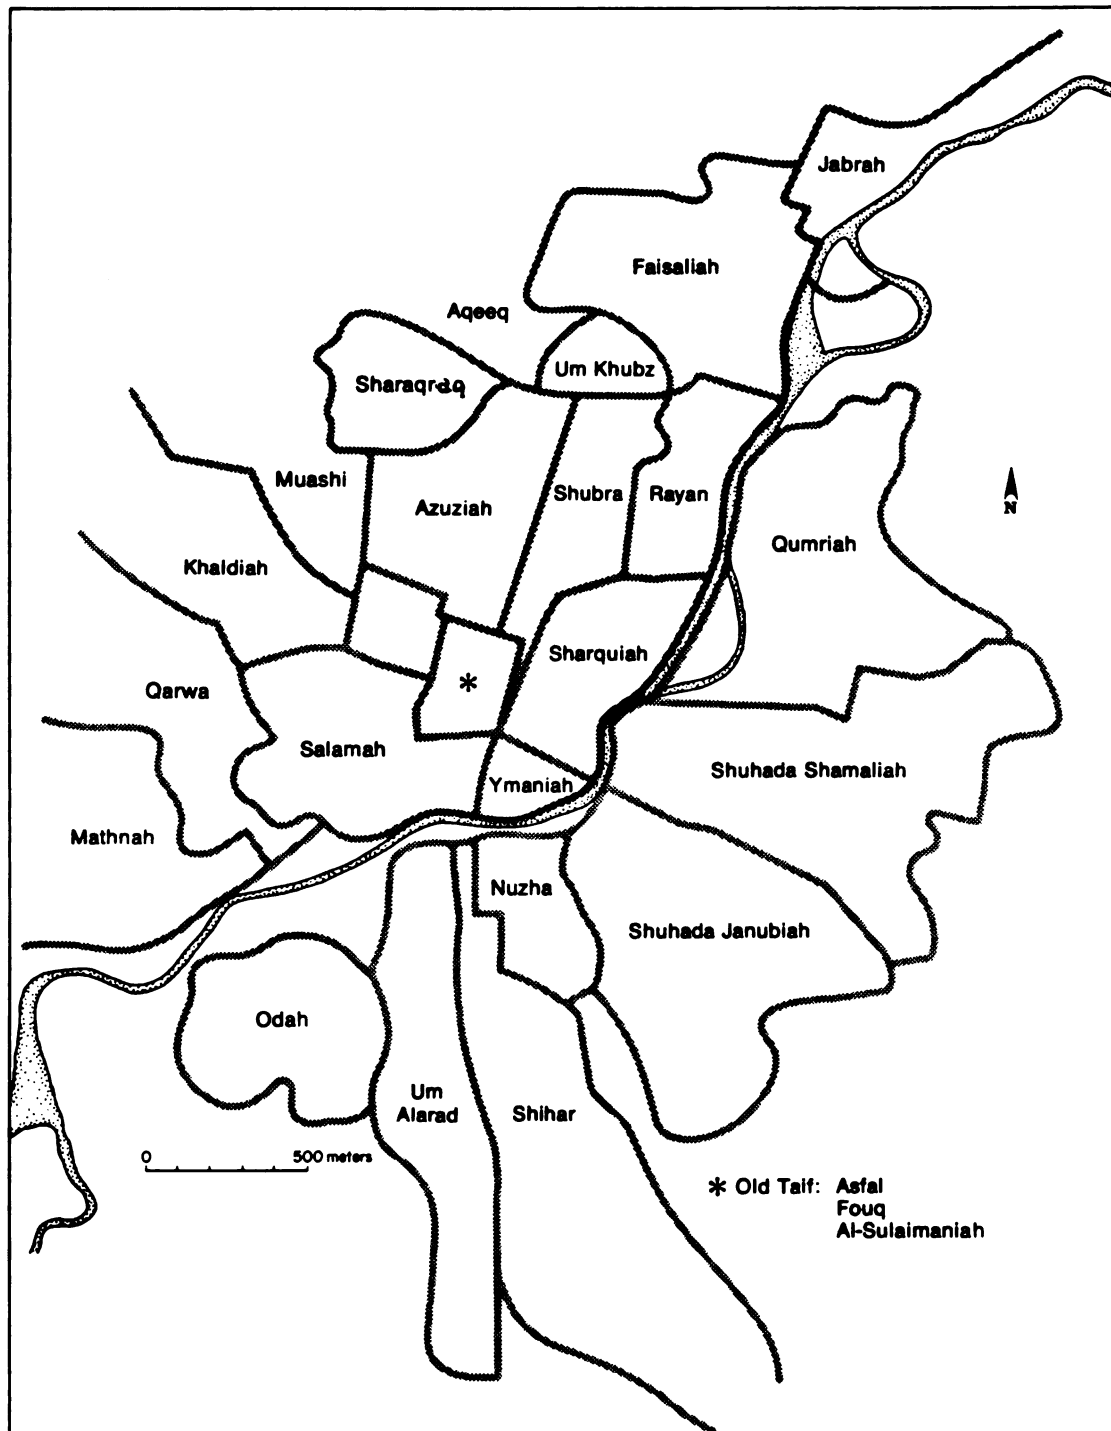 Jabrah
Faisaliah
Aqeeq
Um Khubz
Muashi
Azuziah
Shubra
Rayan
N
Qumriah
Khaldiah
Sharquiah
Qarwa
*
Salamah
Shuhada Shamaliah
Ymaniah
Mathnah
Nuzha
Shuhada Janubiah
Odah
Um
Alarad
Shihar
0 500 meters
* Old Taif: Asfal
Fouq
Al-Sulaimaniah